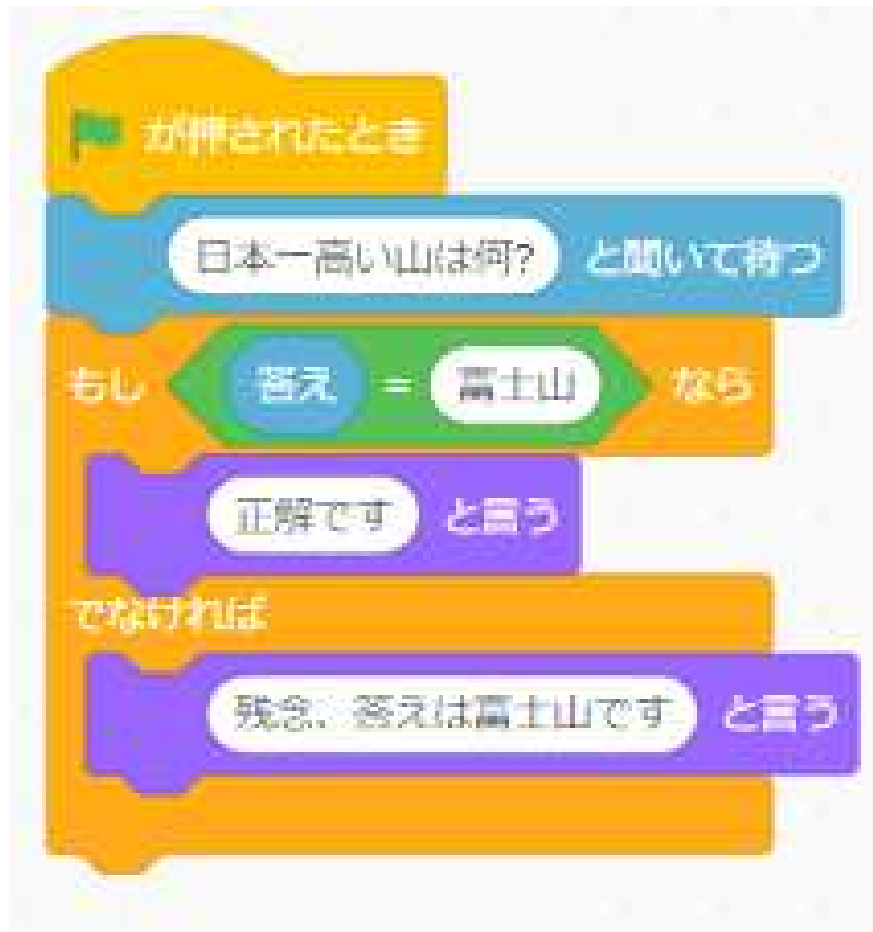 が押されたとき
日本一高い山は何? と聞いて待つ
もし 答え = 富士山 なら
正解です と言う
でなければ
残念、答えは富士山です と言う